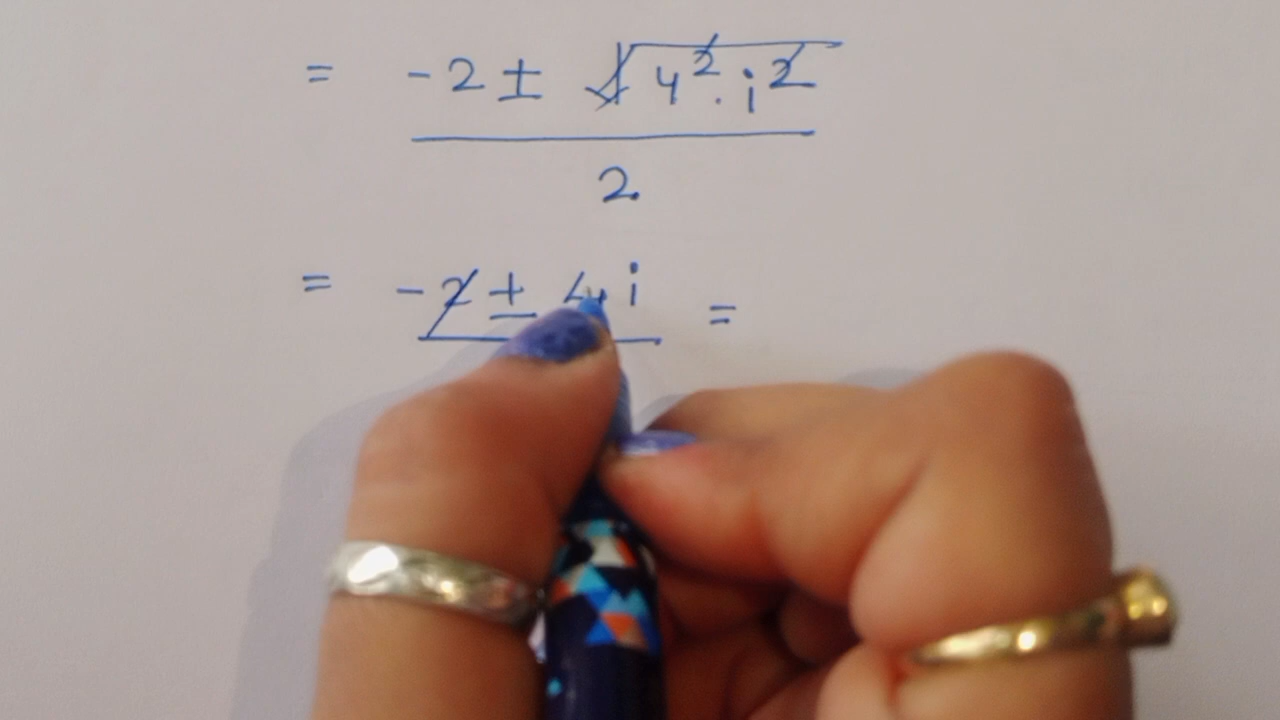 = -2 ± √4².i²
2
= -2 ± 4i =